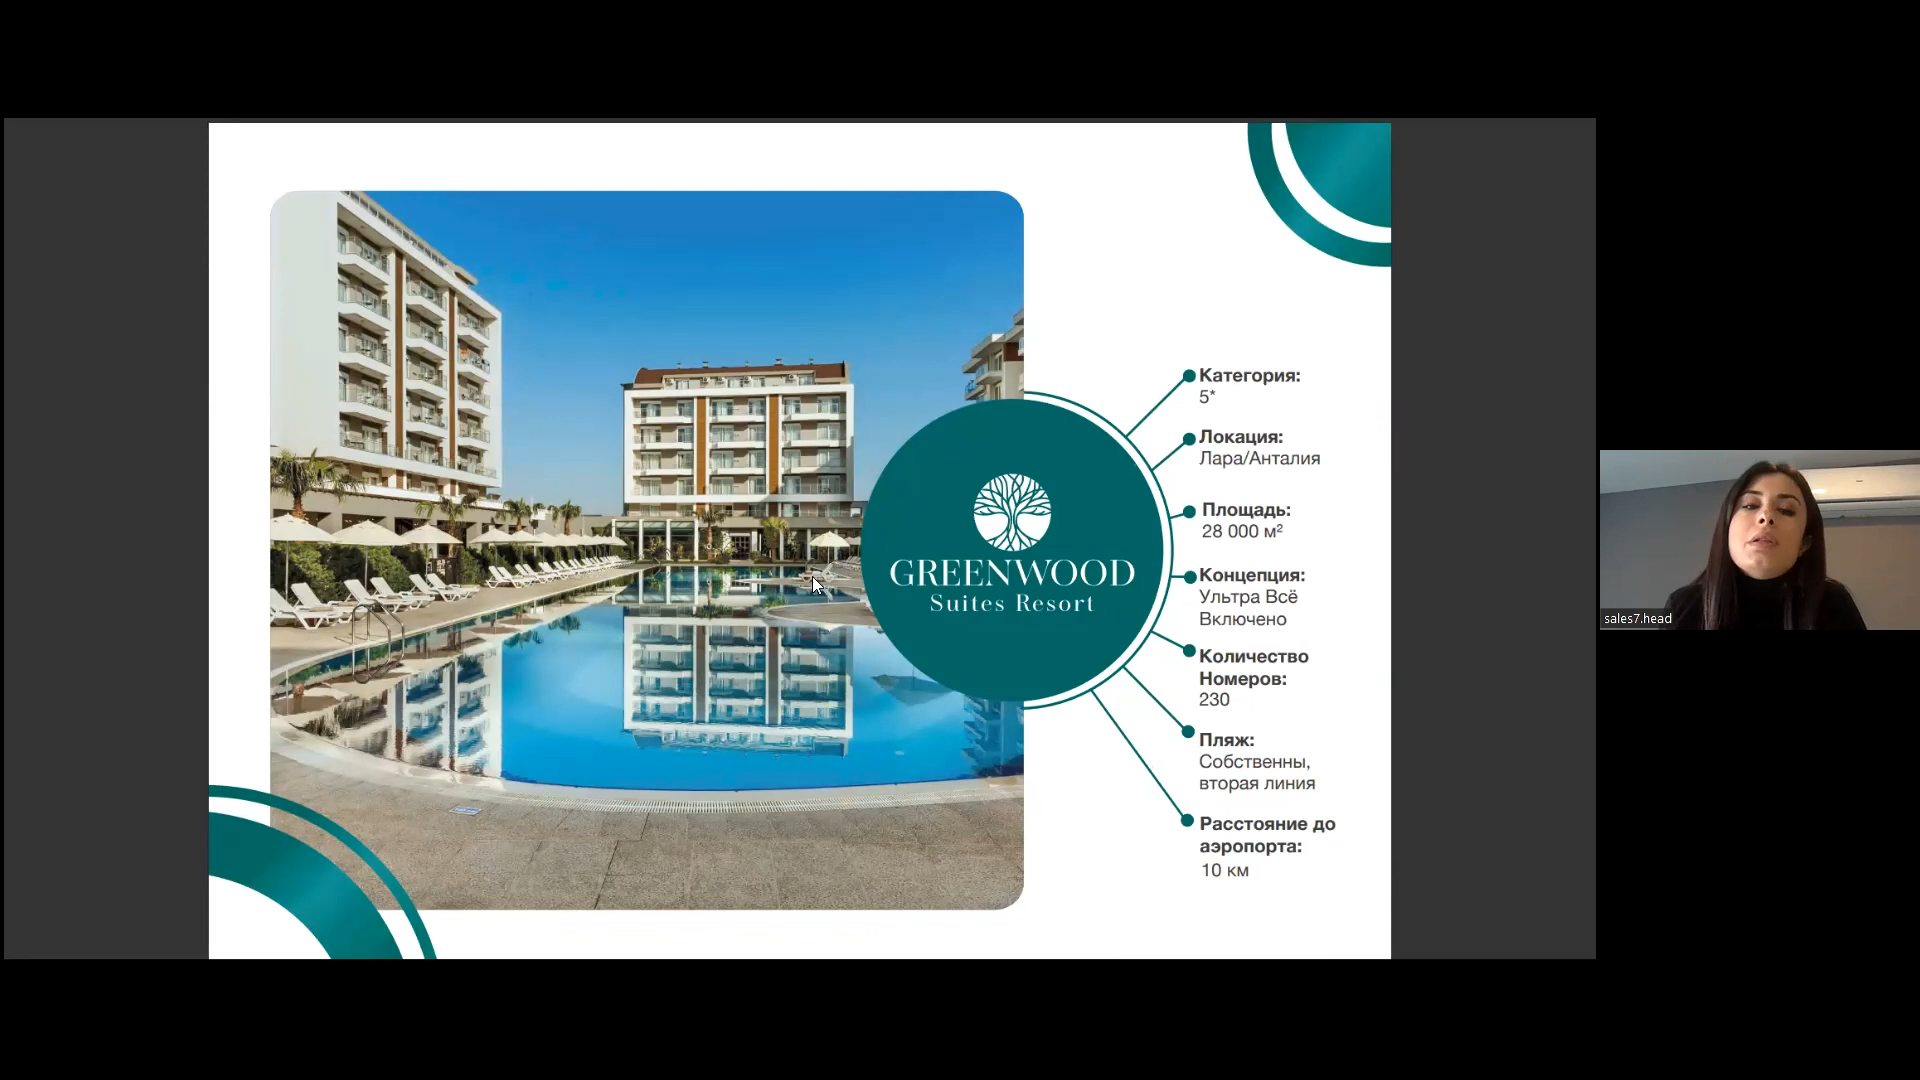 GREENWOOD
Suites Resort
Категория:
5*
Локация:
Лара/Анталия
Площадь:
28 000 м²
Концепция:
Ультра Всё
Включено
Количество
Номеров:
230
Пляж:
Собственны,
вторая линия
Расстояние до
аэропорта:
10 км
sales7.head